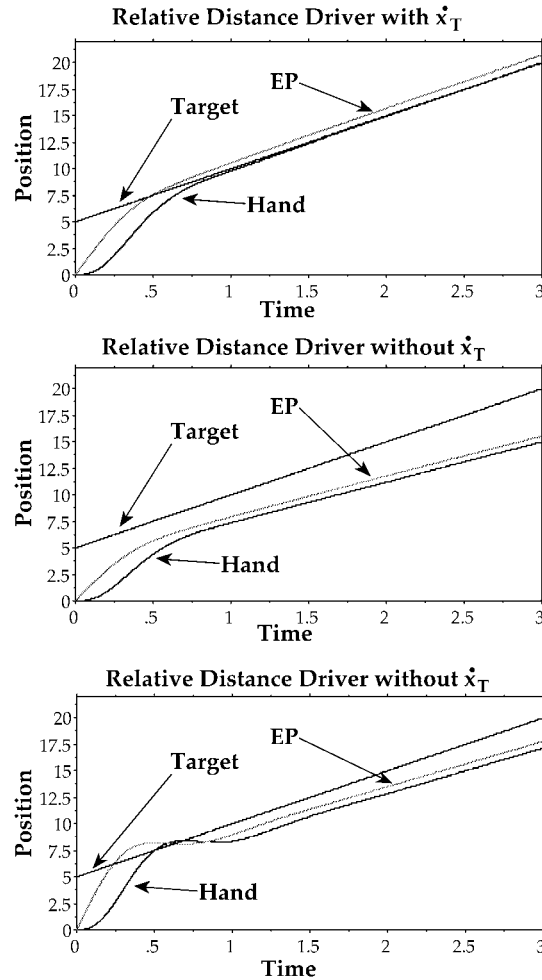 Relative Distance Driver with ẋ_T
20
17.5
15
12.5
10
7.5
5
2.5
0
Position
EP
Target
Hand
0 .5 1 1.5 2 2.5 3
Time
Relative Distance Driver without ẋ_T
20
17.5
15
12.5
10
7.5
5
2.5
0
Position
EP
Target
Hand
0 .5 1 1.5 2 2.5 3
Time
Relative Distance Driver without ẋ_T
20
17.5
15
12.5
10
7.5
5
2.5
0
Position
EP
Target
Hand
0 .5 1 1.5 2 2.5 3
Time